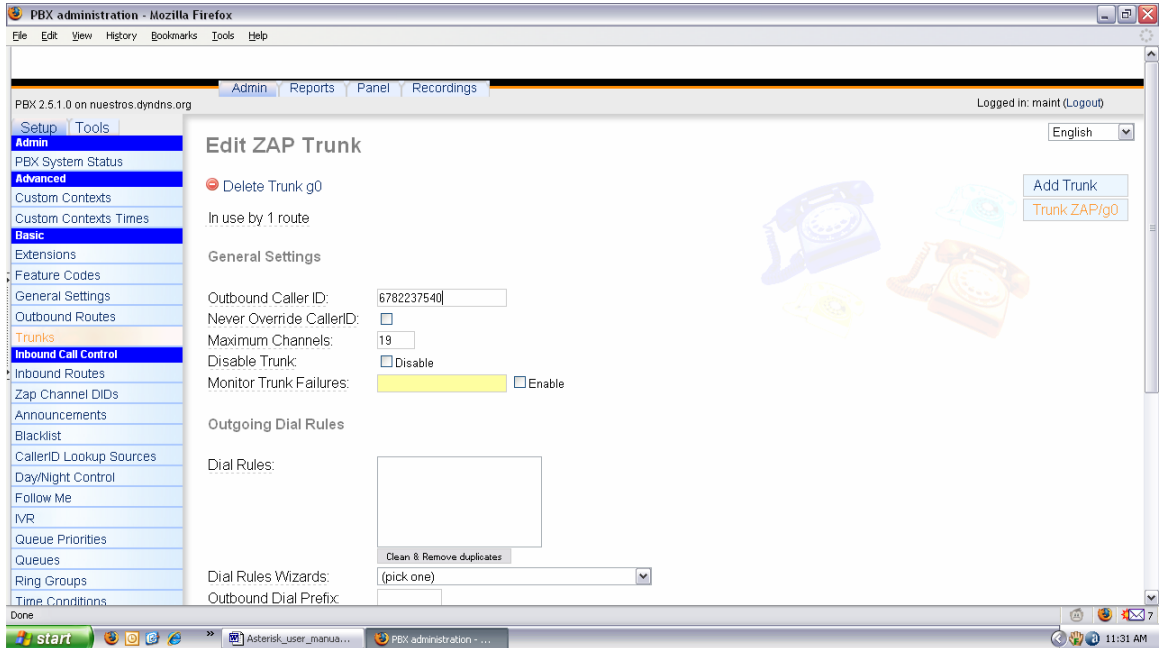 PBX administration - Mozilla Firefox
File Edit View History Bookmarks Tools Help
Admin Reports Panel Recordings
PBX 2.5.1.0 on nuestros.dyndns.org
Logged in: maint (Logout)
Setup Tools
English
Admin
PBX System Status
Advanced
Custom Contexts
Custom Contexts Times
Basic
Extensions
Feature Codes
General Settings
Outbound Routes
Trunks
Inbound Call Control
Inbound Routes
Zap Channel DIDs
Announcements
Blacklist
CallerID Lookup Sources
Day/Night Control
Follow Me
IVR
Queue Priorities
Queues
Ring Groups
Time Conditions
Edit ZAP Trunk
Delete Trunk g0
In use by 1 route
General Settings
Outbound Caller ID: 6782237540
Never Override CallerID:
Maximum Channels: 19
Disable Trunk: Disable
Monitor Trunk Failures: Enable
Outgoing Dial Rules
Dial Rules:
Clean & Remove duplicates
Dial Rules Wizards: (pick one)
Outbound Dial Prefix:
Add Trunk
Trunk ZAP/g0
Done
7
start
Asterisk_user_manua...
PBX administration - ...
11:31 AM